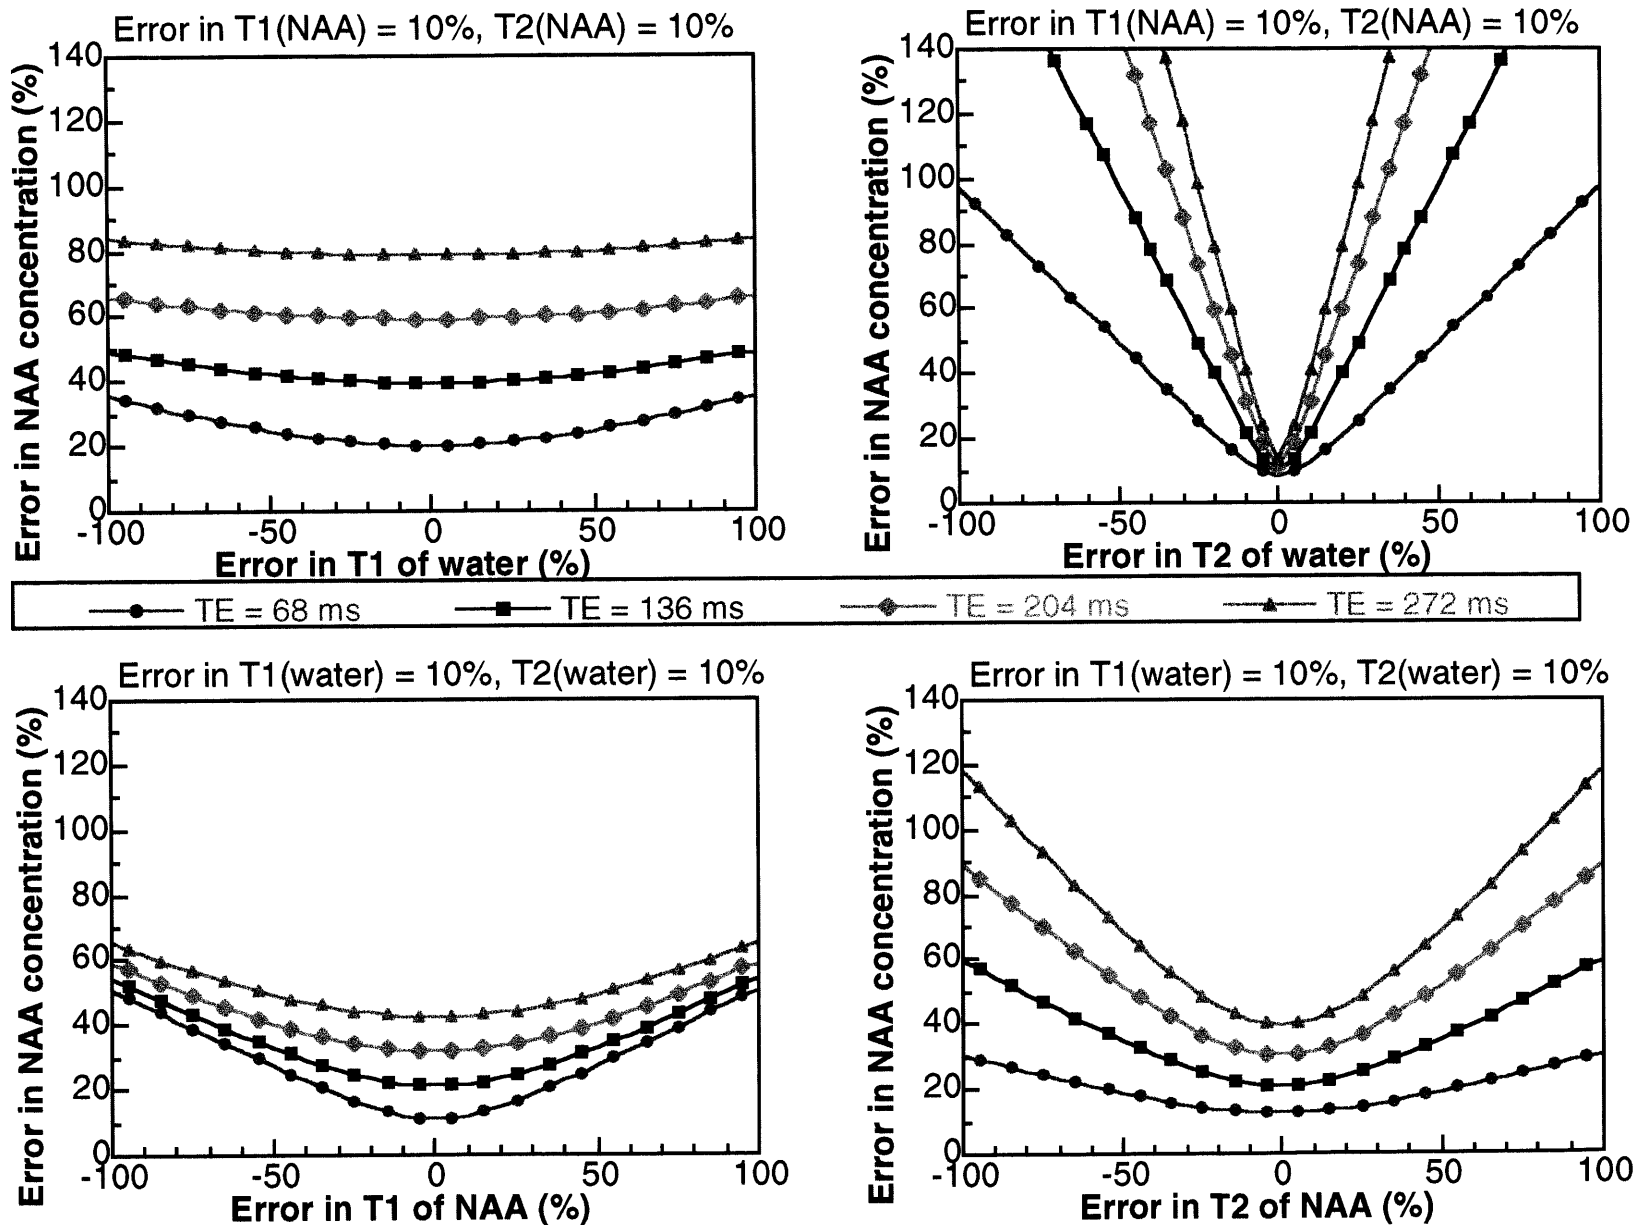 Error in T1(NAA) = 10%, T2(NAA) = 10%
Error in NAA concentration (%)
140
120
100
80
60
40
20
0
-100 -50 0 50 100
Error in T1 of water (%)
Error in T1(NAA) = 10%, T2(NAA) = 10%
Error in NAA concentration (%)
140
120
100
80
60
40
20
0
-100 -50 0 50 100
Error in T2 of water (%)
TE = 68 ms TE = 136 ms TE = 204 ms TE = 272 ms
Error in T1(water) = 10%, T2(water) = 10%
Error in NAA concentration (%)
140
120
100
80
60
40
20
0
-100 -50 0 50 100
Error in T1 of NAA (%)
Error in T1(water) = 10%, T2(water) = 10%
Error in NAA concentration (%)
140
120
100
80
60
40
20
0
-100 -50 0 50 100
Error in T2 of NAA (%)